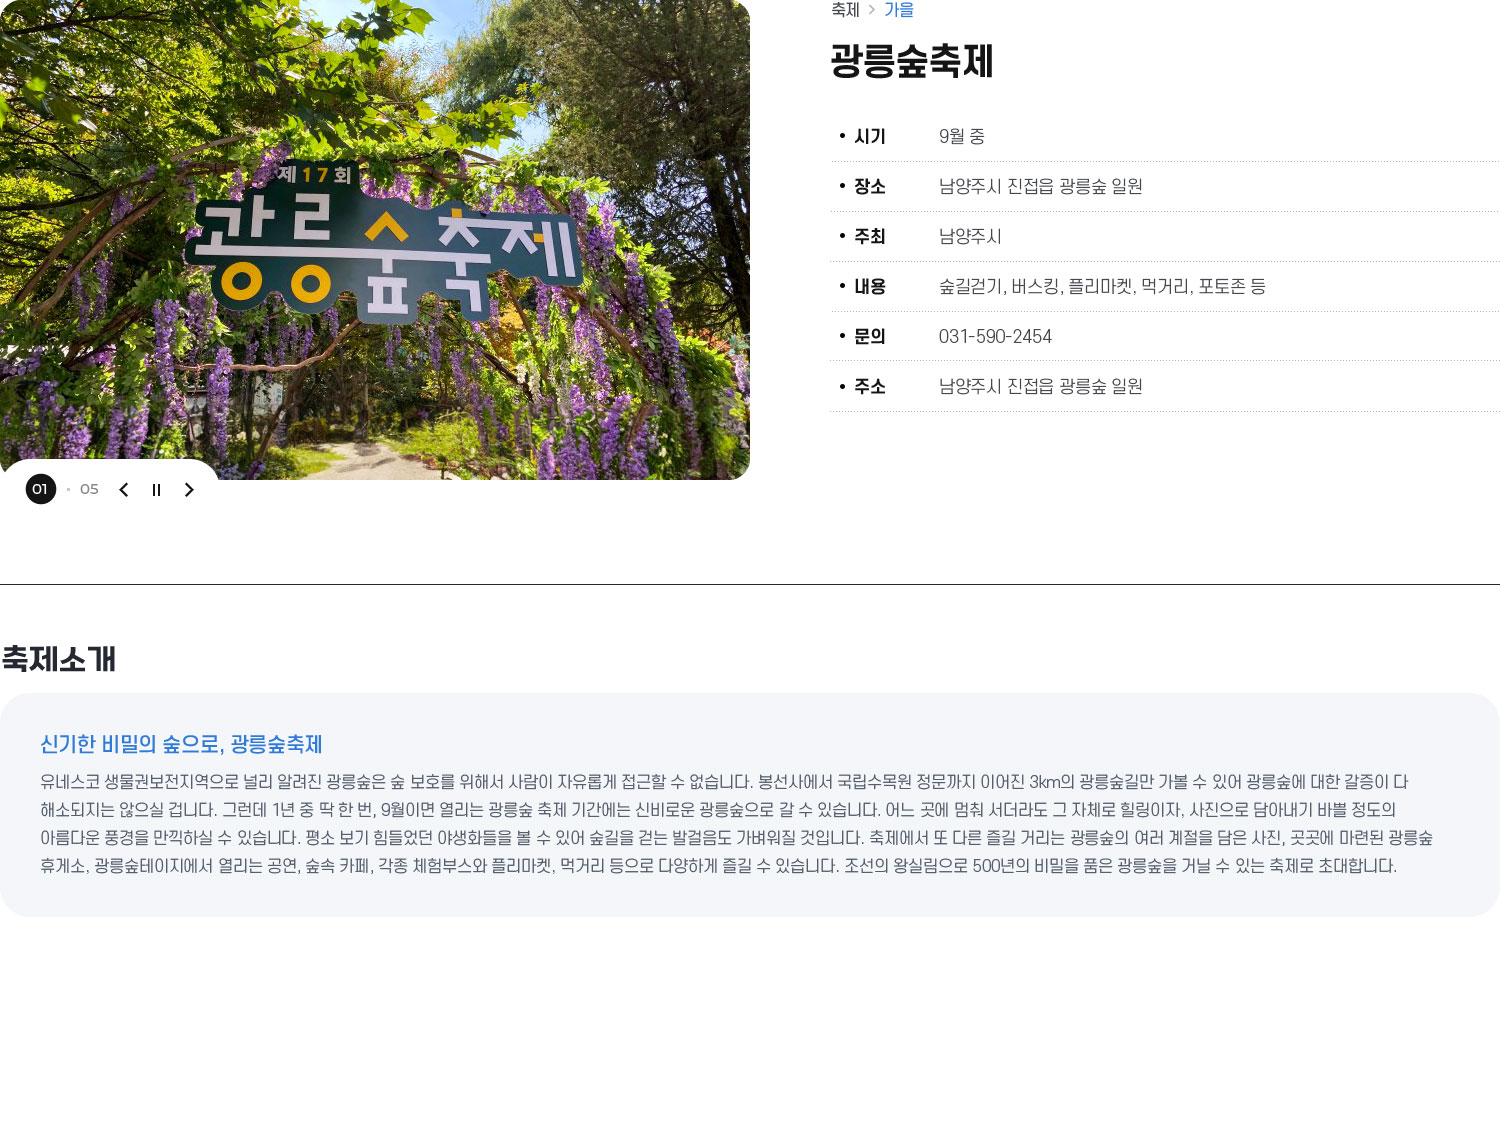 제17회
광릉숲축제
01 05
축제 > 가을
광릉숲축제
시기 9월 중
장소 남양주시 진접읍 광릉숲 일원
주최 남양주시
내용 숲길걷기, 버스킹, 플리마켓, 먹거리, 포토존 등
문의 031-590-2454
주소 남양주시 진접읍 광릉숲 일원
축제소개
신기한 비밀의 숲으로, 광릉숲축제
유네스코 생물권보전지역으로 널리 알려진 광릉숲은 숲 보호를 위해서 사람이 자유롭게 접근할 수 없습니다. 봉선사에서 국립수목원 정문까지 이어진 3km의 광릉숲길만 가볼 수 있어 광릉숲에 대한 갈증이 다
해소되지는 않으실 겁니다. 그런데 1년 중 딱 한 번, 9월이면 열리는 광릉숲 축제 기간에는 신비로운 광릉숲으로 갈 수 있습니다. 어느 곳에 멈춰 서더라도 그 자체로 힐링이자, 사진으로 담아내기 바쁠 정도의
아름다운 풍경을 만끽하실 수 있습니다. 평소 보기 힘들었던 야생화들을 볼 수 있어 숲길을 걷는 발걸음도 가벼워질 것입니다. 축제에서 또 다른 즐길 거리는 광릉숲의 여러 계절을 담은 사진, 곳곳에 마련된 광릉숲
휴게소, 광릉숲테이지에서 열리는 공연, 숲속 카페, 각종 체험부스와 플리마켓, 먹거리 등으로 다양하게 즐길 수 있습니다. 조선의 왕실림으로 500년의 비밀을 품은 광릉숲을 거닐 수 있는 축제로 초대합니다.